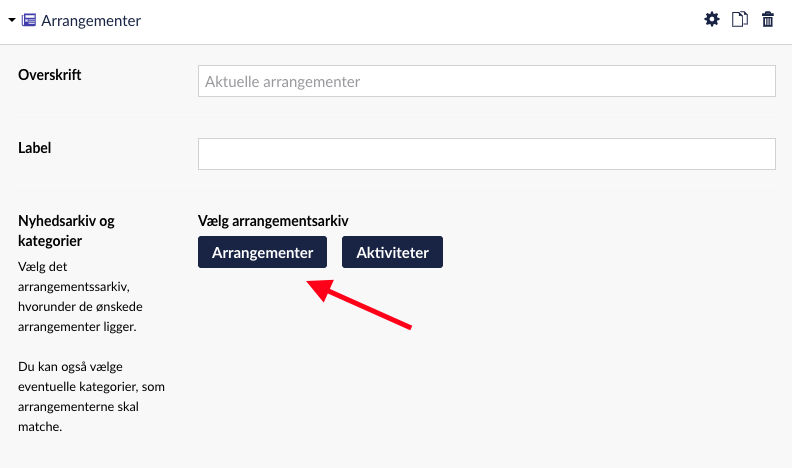 Arrangementer
Overskrift
Aktuelle arrangementer
Label
Nyhedsarkiv og
kategorier
Vælg det
arrangementssarkiv,
hvorunder de ønskede
arrangementer ligger.
Du kan også vælge
eventuelle kategorier, som
arrangementerne skal
matche.
Vælg arrangementsarkiv
Arrangementer
Aktiviteter